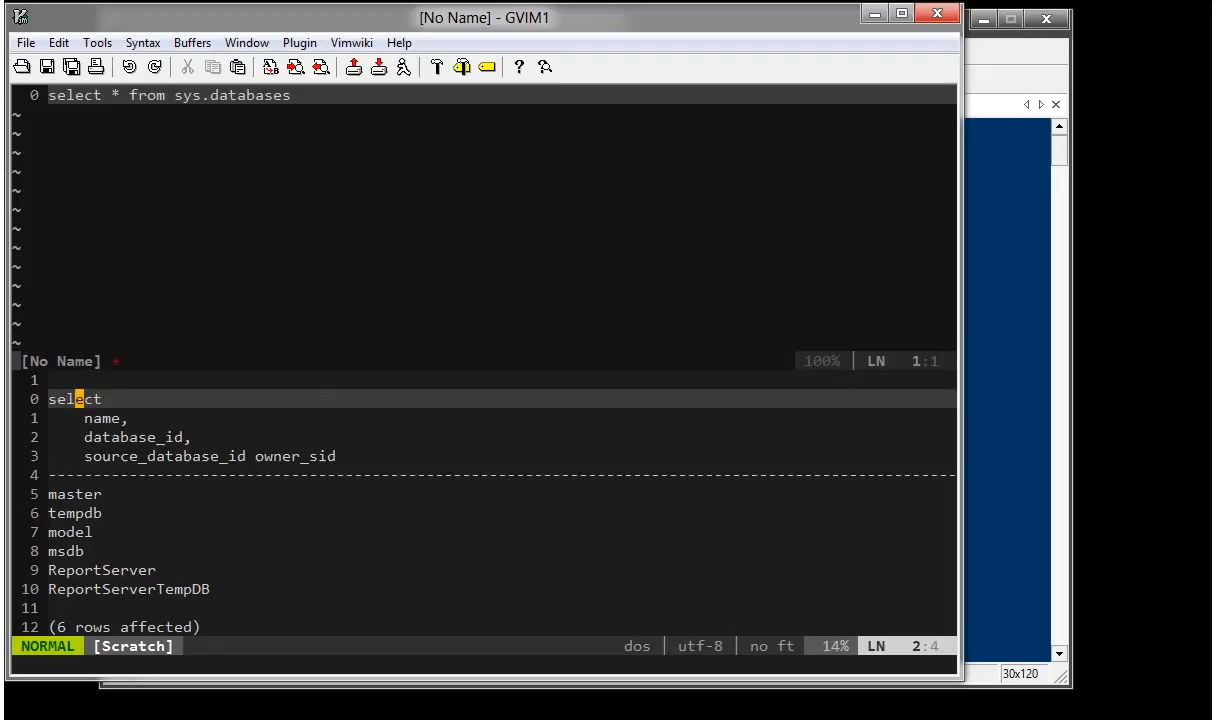 [No Name] - GVIM1
File Edit Tools Syntax Buffers Window Plugin Vimwiki Help
0 select * from sys.databases
~
~
~
~
~
~
~
~
~
~
~
~
~
[No Name] + 100% LN 1:1
1
0 select
1 name,
2 database_id,
3 source_database_id owner_sid
4 -----------------------------------------------------------------------------------------------------
5 master
6 tempdb
7 model
8 msdb
9 ReportServer
10 ReportServerTempDB
11
12 (6 rows affected)
NORMAL [Scratch] dos utf-8 no ft 14% LN 2:4
30x120